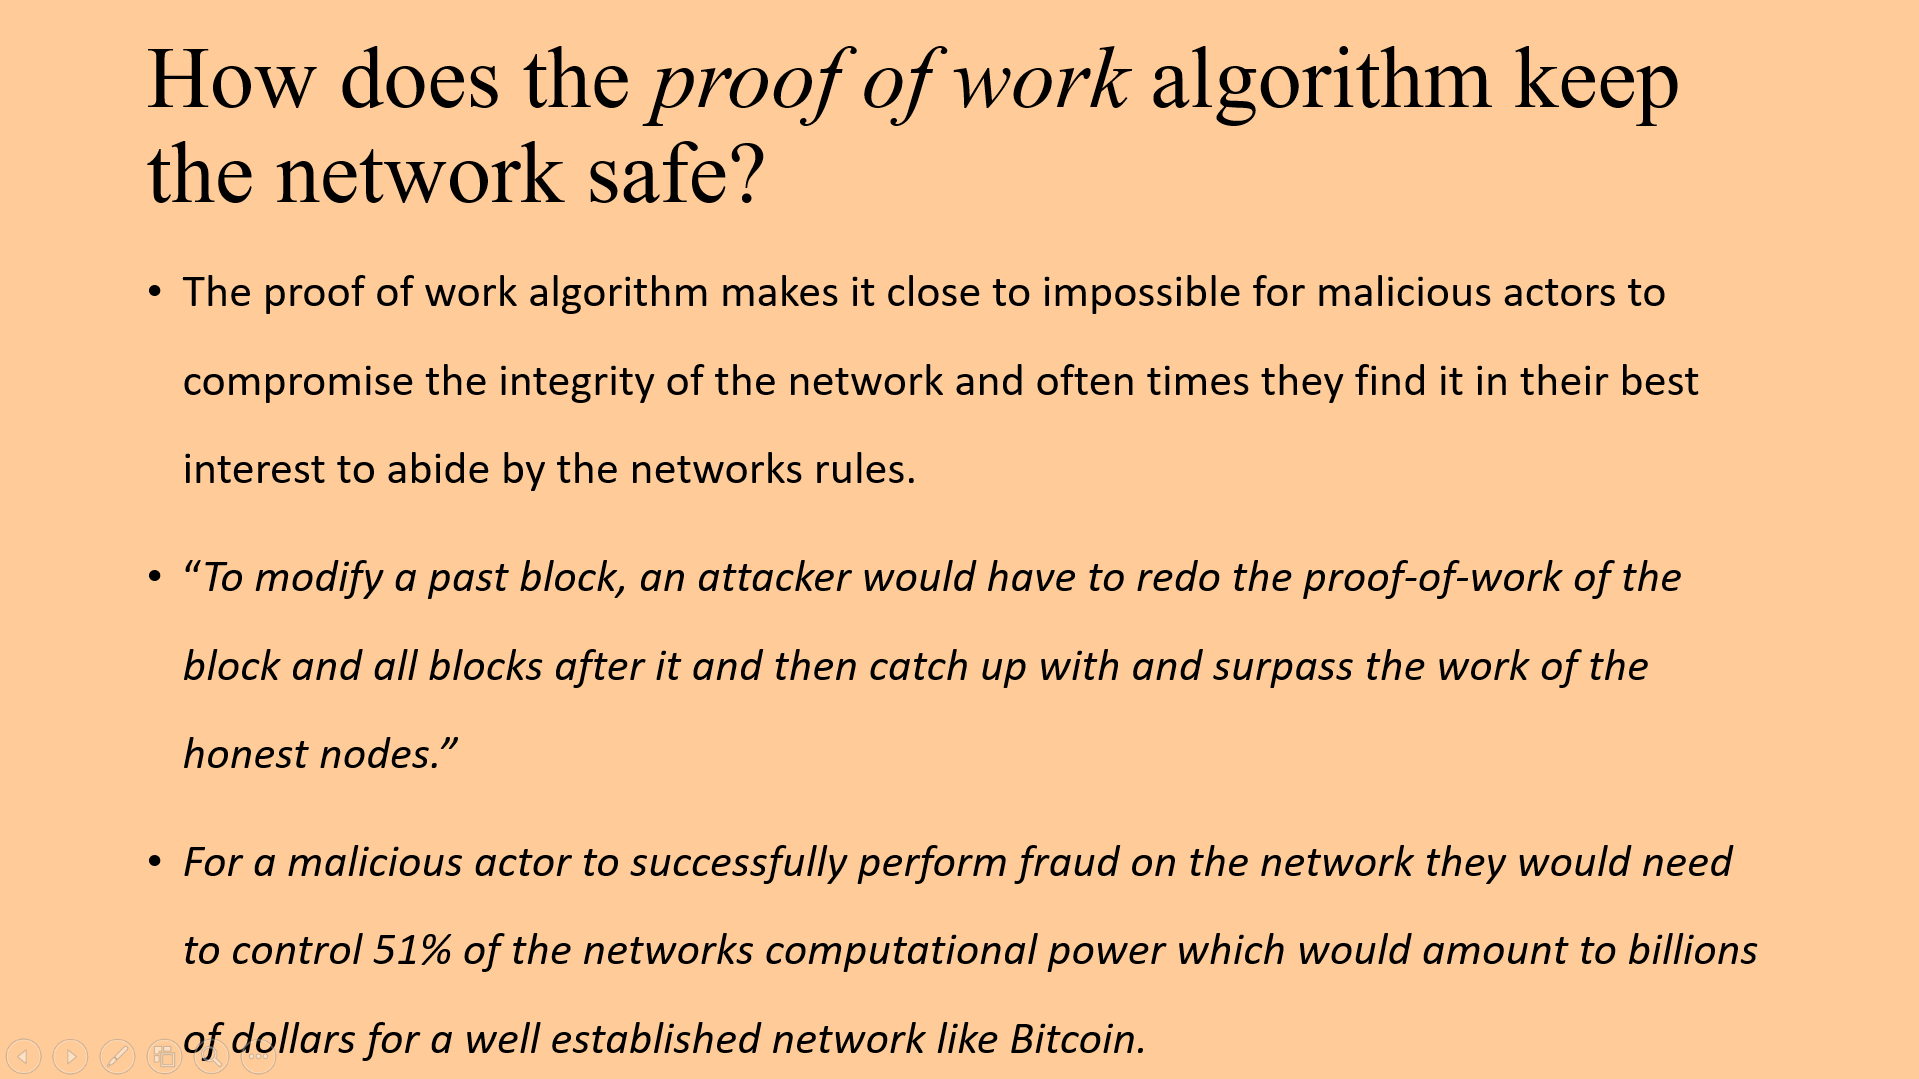 How does the proof of work algorithm keep
the network safe?
• The proof of work algorithm makes it close to impossible for malicious actors to
compromise the integrity of the network and often times they find it in their best
interest to abide by the networks rules.
• “To modify a past block, an attacker would have to redo the proof-of-work of the
block and all blocks after it and then catch up with and surpass the work of the
honest nodes.”
• For a malicious actor to successfully perform fraud on the network they would need
to control 51% of the networks computational power which would amount to billions
of dollars for a well established network like Bitcoin.